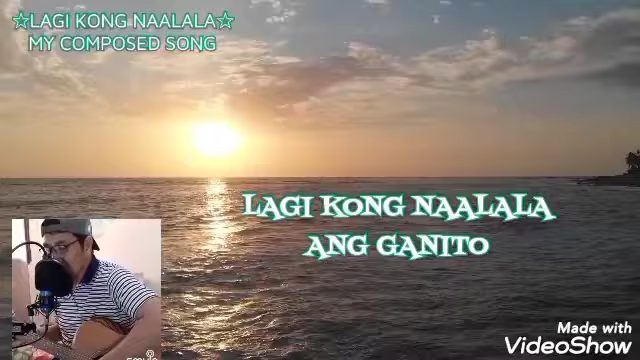 ☆LAGI KONG NAALALA☆
MY COMPOSED SONG
LAGI KONG NAALALA
ANG GANITO
Made with
VideoShow